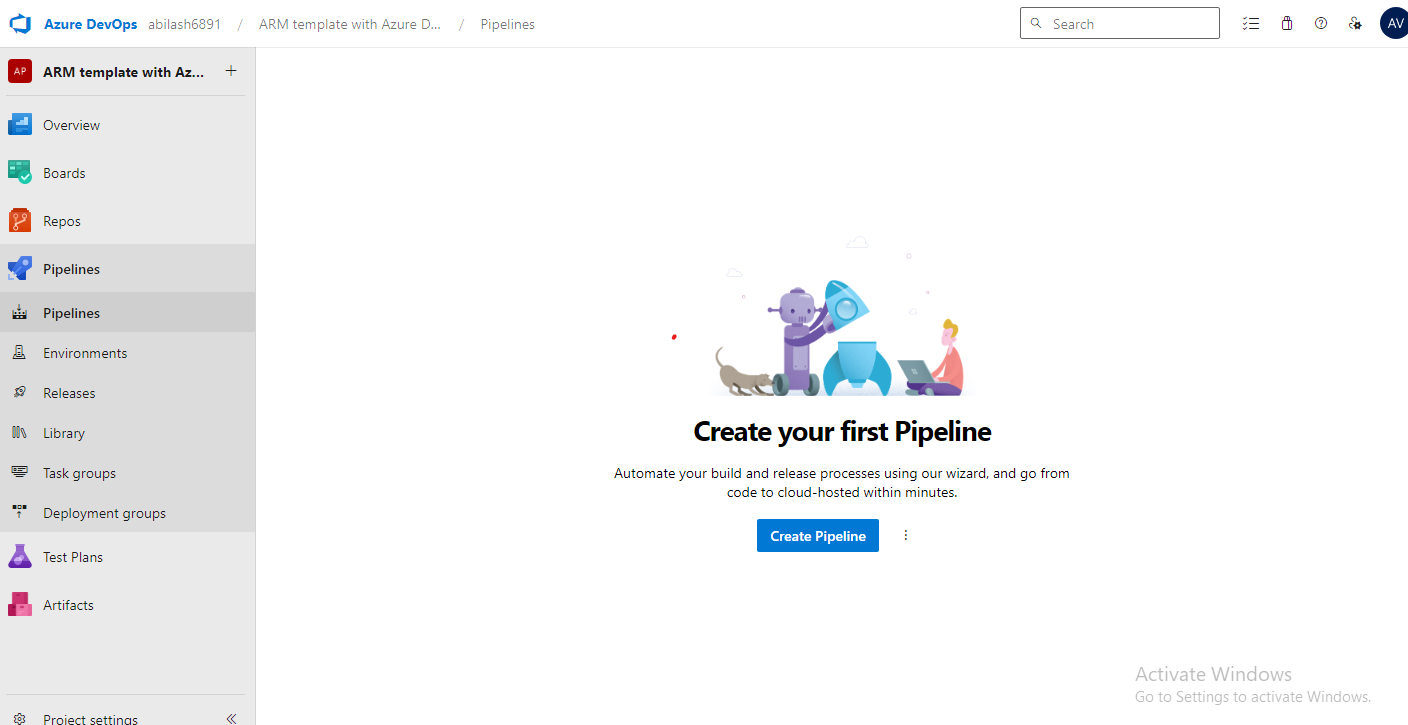 Azure DevOps abilash6891 / ARM template with Azure D... / Pipelines
Search
AV
AP ARM template with Az... +
Overview
Boards
Repos
Pipelines
Pipelines
Environments
Releases
Library
Task groups
Deployment groups
Test Plans
Artifacts
Project settings
Create your first Pipeline
Automate your build and release processes using our wizard, and go from
code to cloud-hosted within minutes.
Create Pipeline
Activate Windows
Go to Settings to activate Windows.